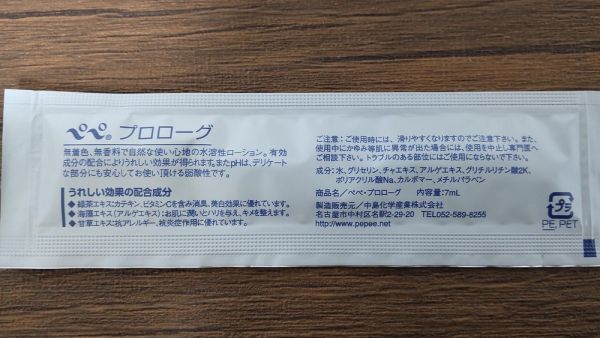 ぺぺ® プロローグ
無着色、無香料で自然な使い心地の水溶性ローション。有効
成分の配合によりうれしい効果が得られます。またpHは、デリケート
な部分にも安心してお使い頂ける弱酸性です。
うれしい効果の配合成分
◆ 緑茶エキス:カテキン、ビタミンCを含み消臭、美白効果に優れています。
◆ 海藻エキス(アルゲエキス):お肌に潤いとハリを与え、キメを整えます。
◆ 甘草エキス:抗アレルギー、抗炎症作用に優れています。
ご注意:ご使用時には、滑りやすくなりますのでご注意下さい。また、
使用中にかゆみ等肌に異常が出た場合には、使用を中止し専門医へ
ご相談下さい。トラブルのある部位にはご使用にならないで下さい。
成分:水、グリセリン、チャエキス、アルゲエキス、グリチルリチン酸2K、
ポリアクリル酸Na、カルボマー、メチルパラベン
商品名/ぺぺ・プロローグ 内容量:7mL
製造販売元/中島化学産業株式会社
名古屋市中村区名駅2-29-20 TEL052-589-6255
http://www.pepee.net
プラ
PE, PET